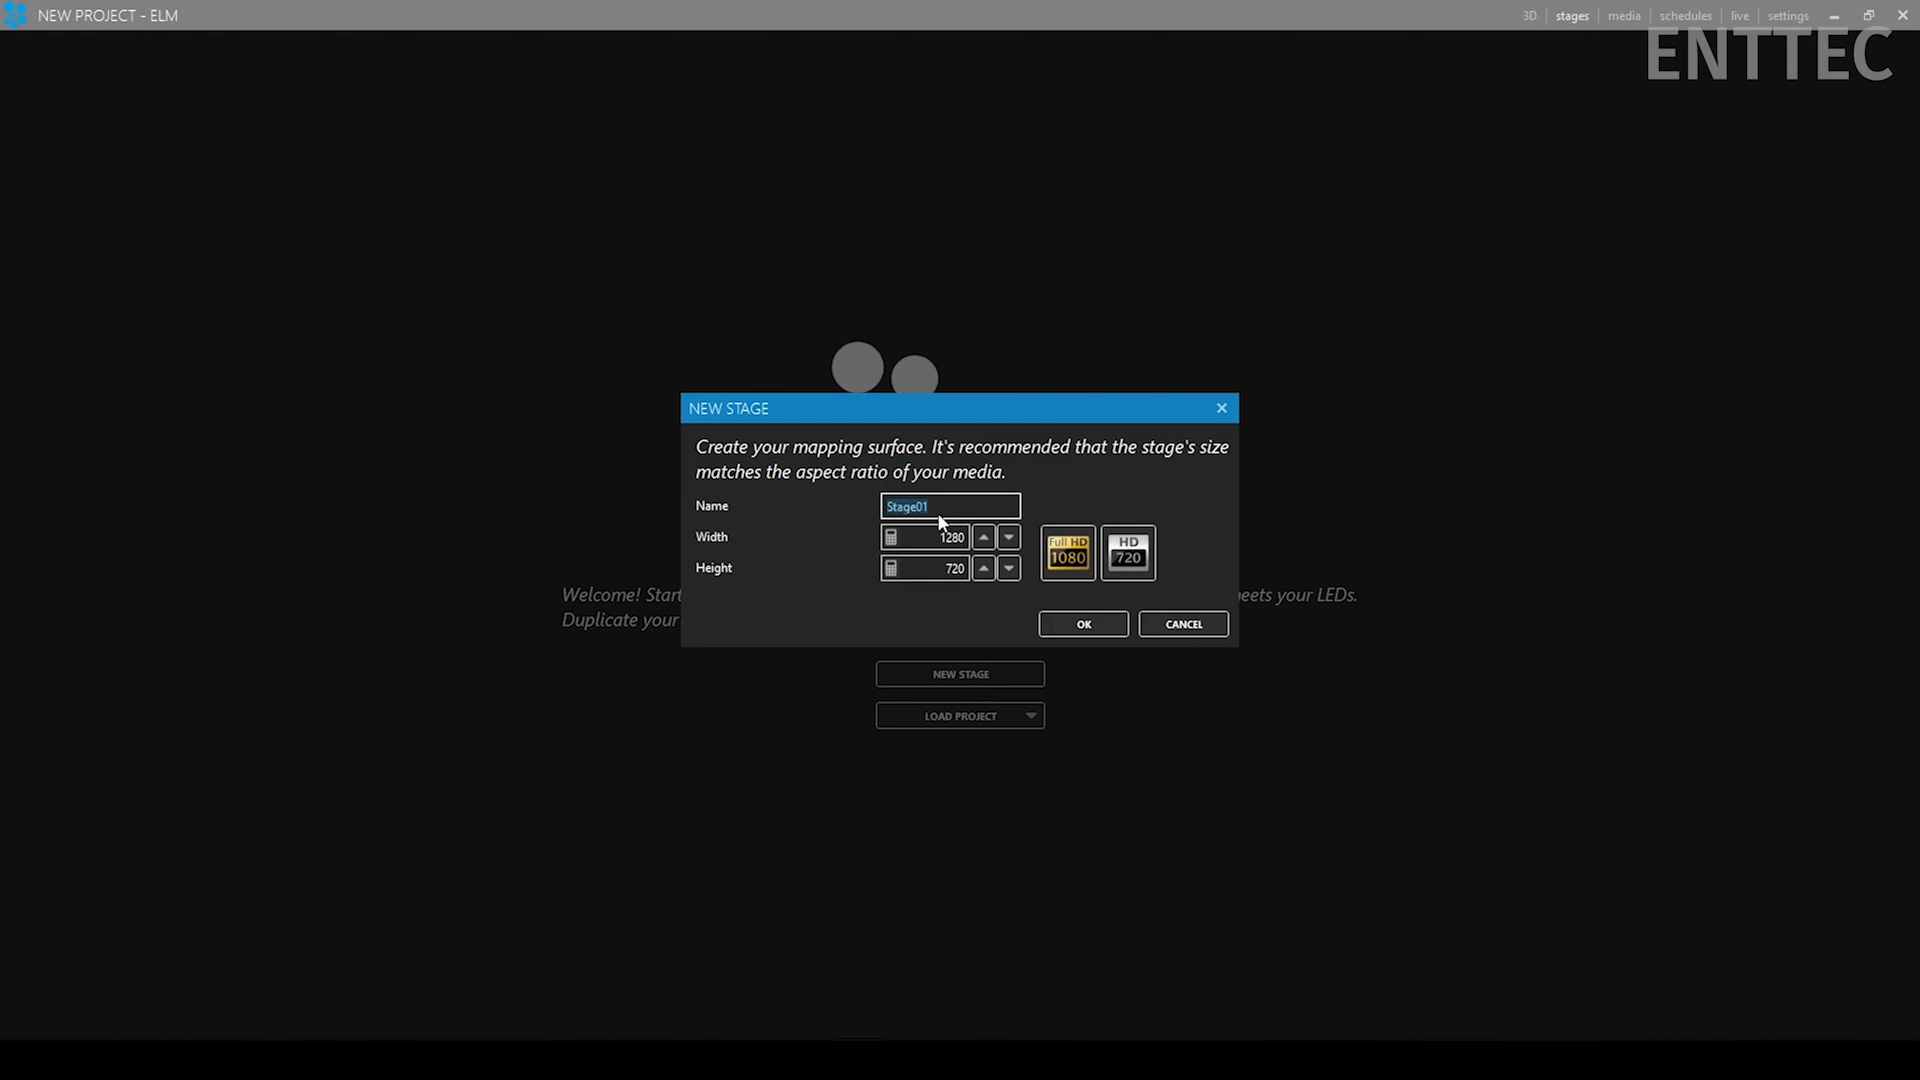 NEW PROJECT - ELM
3D stages media schedules live settings
ENTTEC
NEW STAGE
Create your mapping surface. It's recommended that the stage's size
matches the aspect ratio of your media.
Name Stage01
Width 1280
Height 720
Full HD 1080
HD 720
Welcome! Start
eets your LEDs.
Duplicate your
OK CANCEL
NEW STAGE
LOAD PROJECT